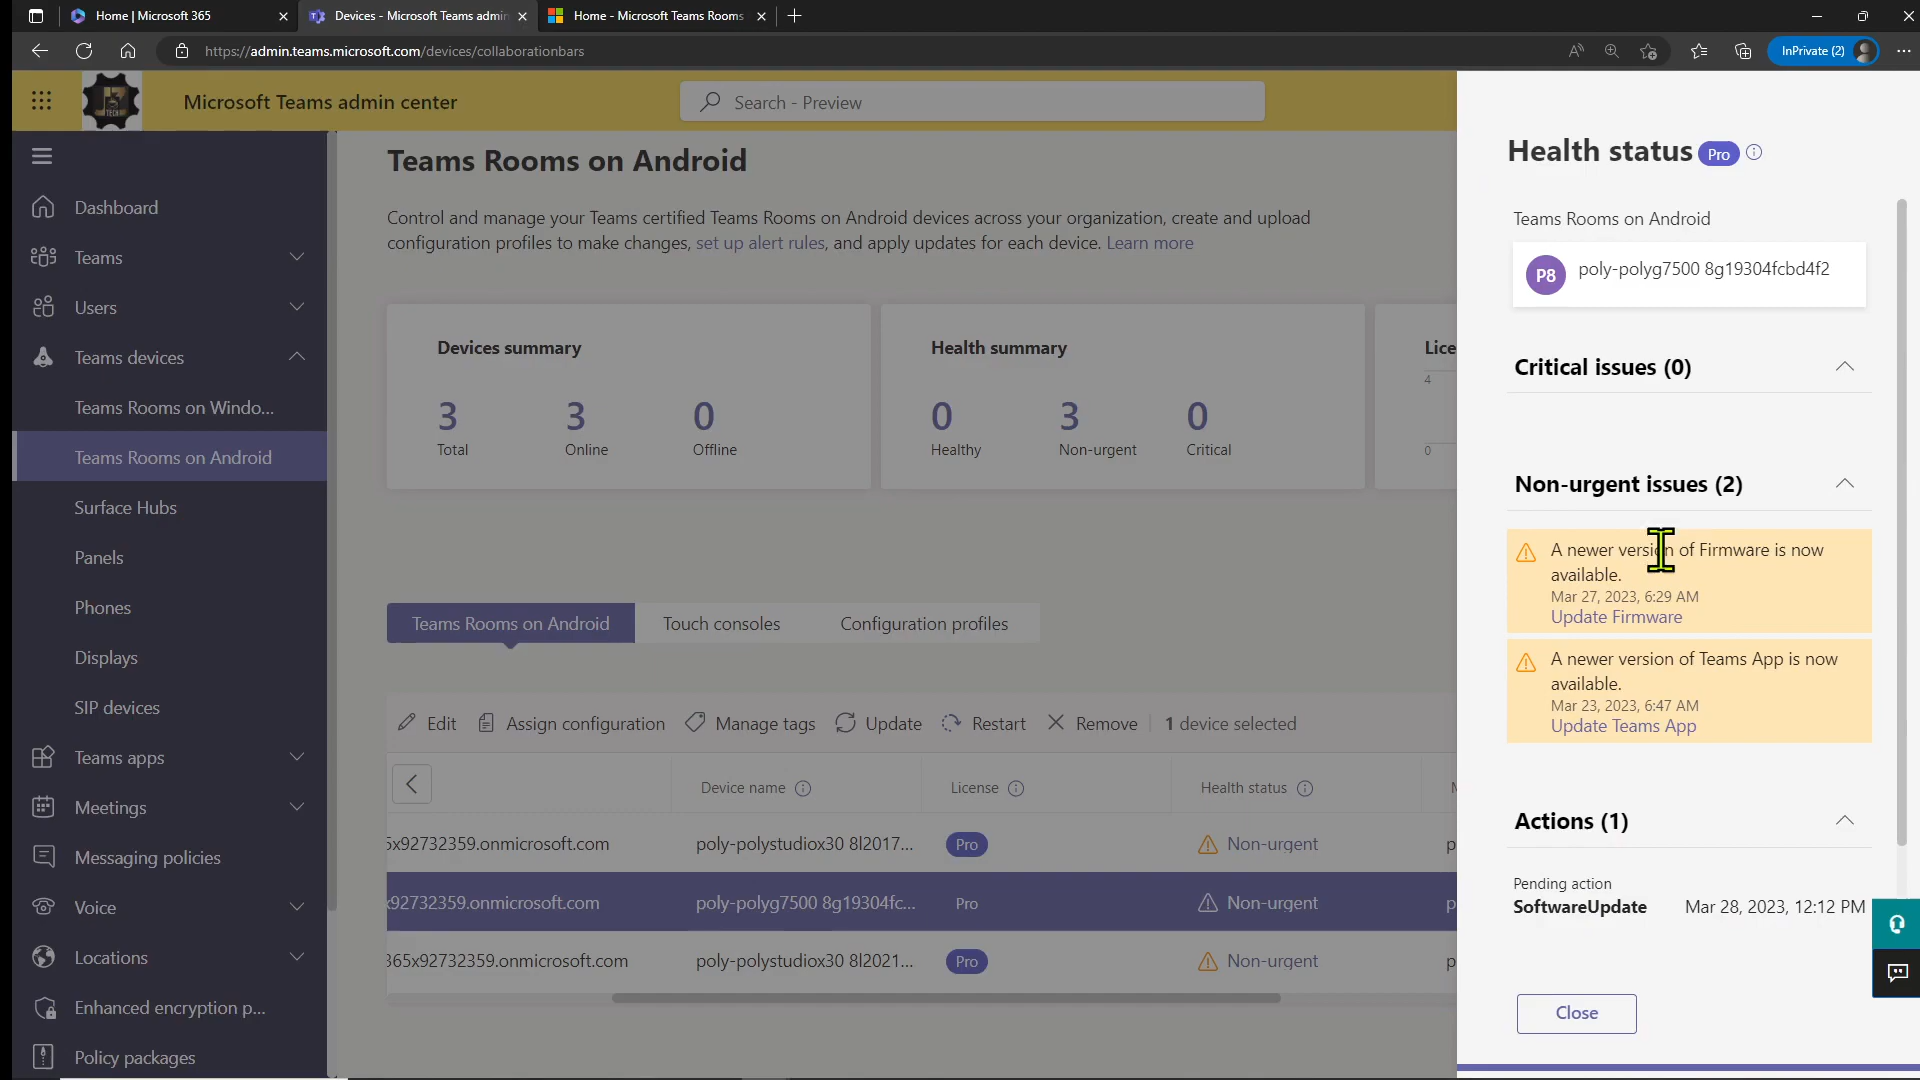 Home | Microsoft 365
Devices - Microsoft Teams admin
Home - Microsoft Teams Rooms
https://admin.teams.microsoft.com/devices/collaborationbars
InPrivate (2)
TECH
Microsoft Teams admin center
Search - Preview
Dashboard
Teams
Users
Teams devices
Teams Rooms on Windo...
Teams Rooms on Android
Surface Hubs
Panels
Phones
Displays
SIP devices
Teams apps
Meetings
Messaging policies
Voice
Locations
Enhanced encryption p...
Policy packages
Teams Rooms on Android
Control and manage your Teams certified Teams Rooms on Android devices across your organization, create and upload
configuration profiles to make changes, set up alert rules, and apply updates for each device. Learn more
Devices summary
3 3 0
Total Online Offline
Health summary
0 3 0
Healthy Non-urgent Critical
Lice
4
0
Teams Rooms on Android Touch consoles Configuration profiles
Edit Assign configuration Manage tags Update Restart Remove 1 device selected
Device name License Health status
5x92732359.onmicrosoft.com poly-polystudiox30 8l2017... Pro Non-urgent p
x92732359.onmicrosoft.com poly-polyg7500 8g19304fc... Pro Non-urgent p
365x92732359.onmicrosoft.com poly-polystudiox30 8l2021... Pro Non-urgent p
Health status Pro
Teams Rooms on Android
P8 poly-polyg7500 8g19304fcbd4f2
Critical issues (0)
Non-urgent issues (2)
A newer version of Firmware is now
available.
Mar 27, 2023, 6:29 AM
Update Firmware
A newer version of Teams App is now
available.
Mar 23, 2023, 6:47 AM
Update Teams App
Actions (1)
Pending action
SoftwareUpdate Mar 28, 2023, 12:12 PM
Close